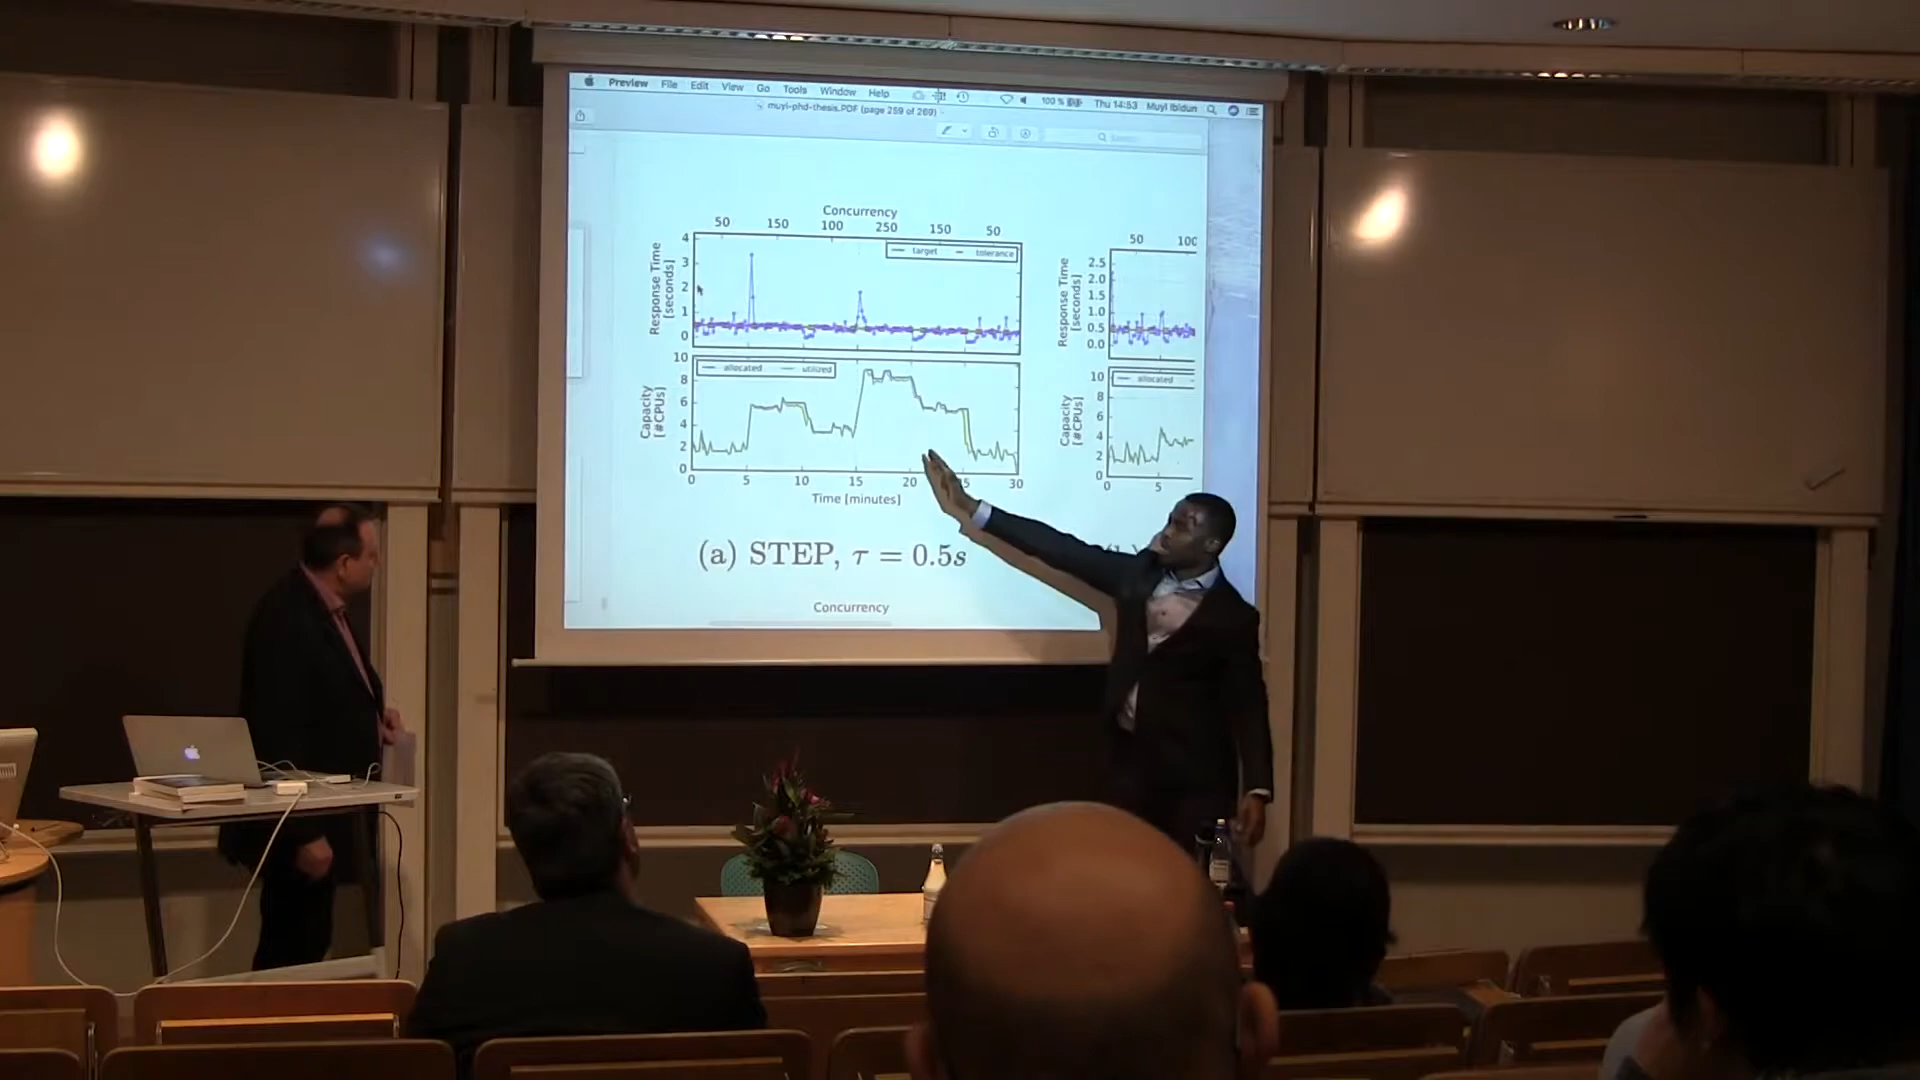 Preview File Edit View Go Tools Window Help 100 % Thu 14:53 Muyi Ibidun
muyi-phd-thesis.PDF (page 259 of 269)
Concurrency
50 150 100 250 150 50
Response Time
[seconds]
4
3
2
1
0
target tolerance
Capacity
[#CPUs]
10
8
6
4
2
0
allocated utilized
0 5 10 15 20 30
Time [minutes]
(a) STEP, τ = 0.5s
Concurrency
50 100
Response Time
[seconds]
2.5
2.0
1.5
1.0
0.5
0.0
Capacity
[#CPUs]
10
8
6
4
2
0
allocated
0 5